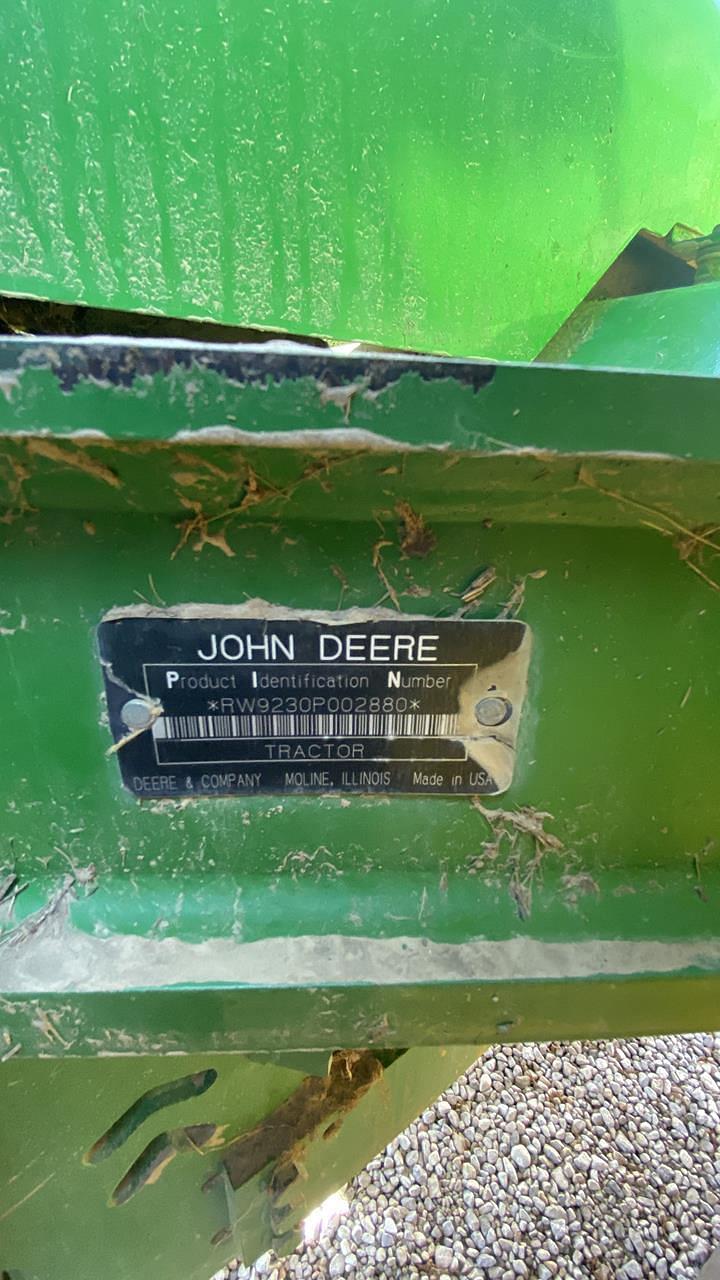 JOHN DEERE
Product Identification Number
*RW9230P002880*
TRACTOR
DEERE & COMPANY MOLINE, ILLINOIS Made in USA